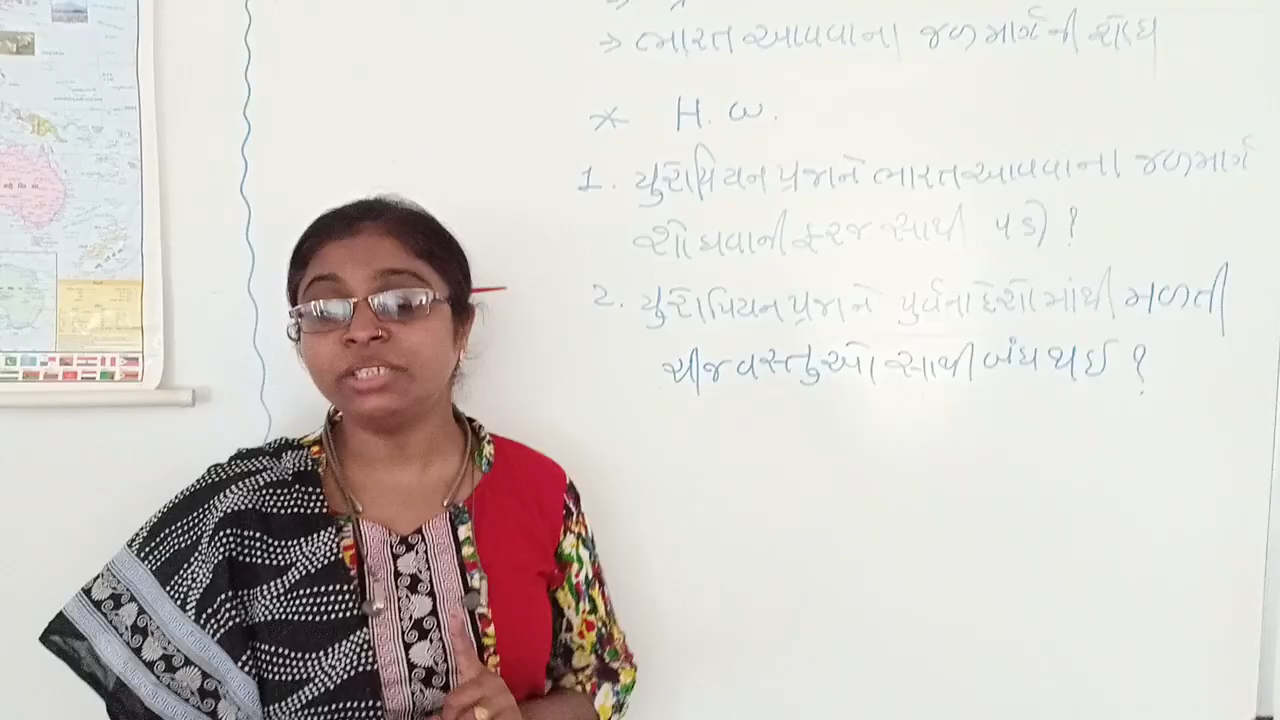 → ભારત આવવાના જળમાર્ગની શોધ
* H. W.
1. યુરોપિયન પ્રજાને ભારત આવવાના જળમાર્ગ
શોધવાની ફરજ સાથી પડી ?
2. યુરોપિયન પ્રજાને પુર્વના દેશોમાંથી મળતી
ચીજવસ્તુઓ સાથી બંધ થઈ ?